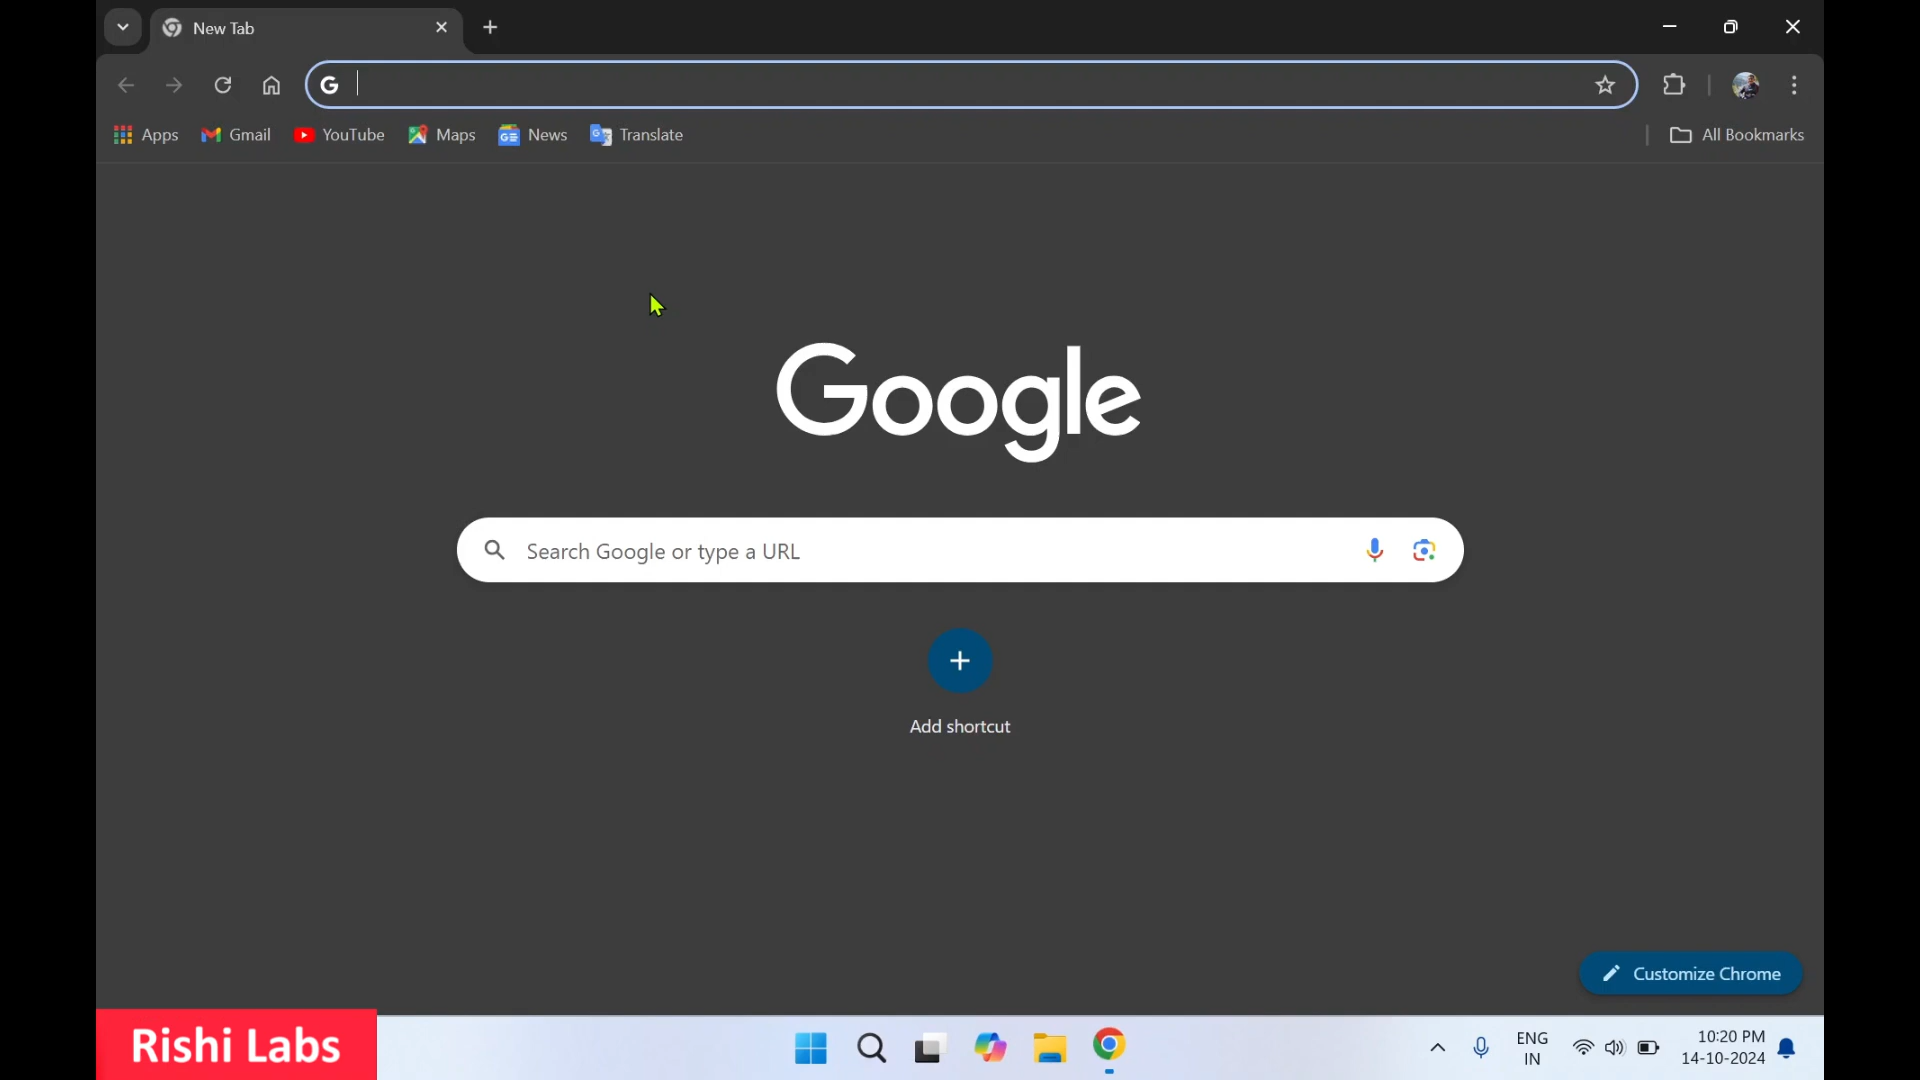 New Tab
Apps Gmail YouTube Maps News Translate All Bookmarks
Google
Search Google or type a URL
Add shortcut
Customize Chrome
Rishi Labs
ENG
IN
10:20 PM
14-10-2024